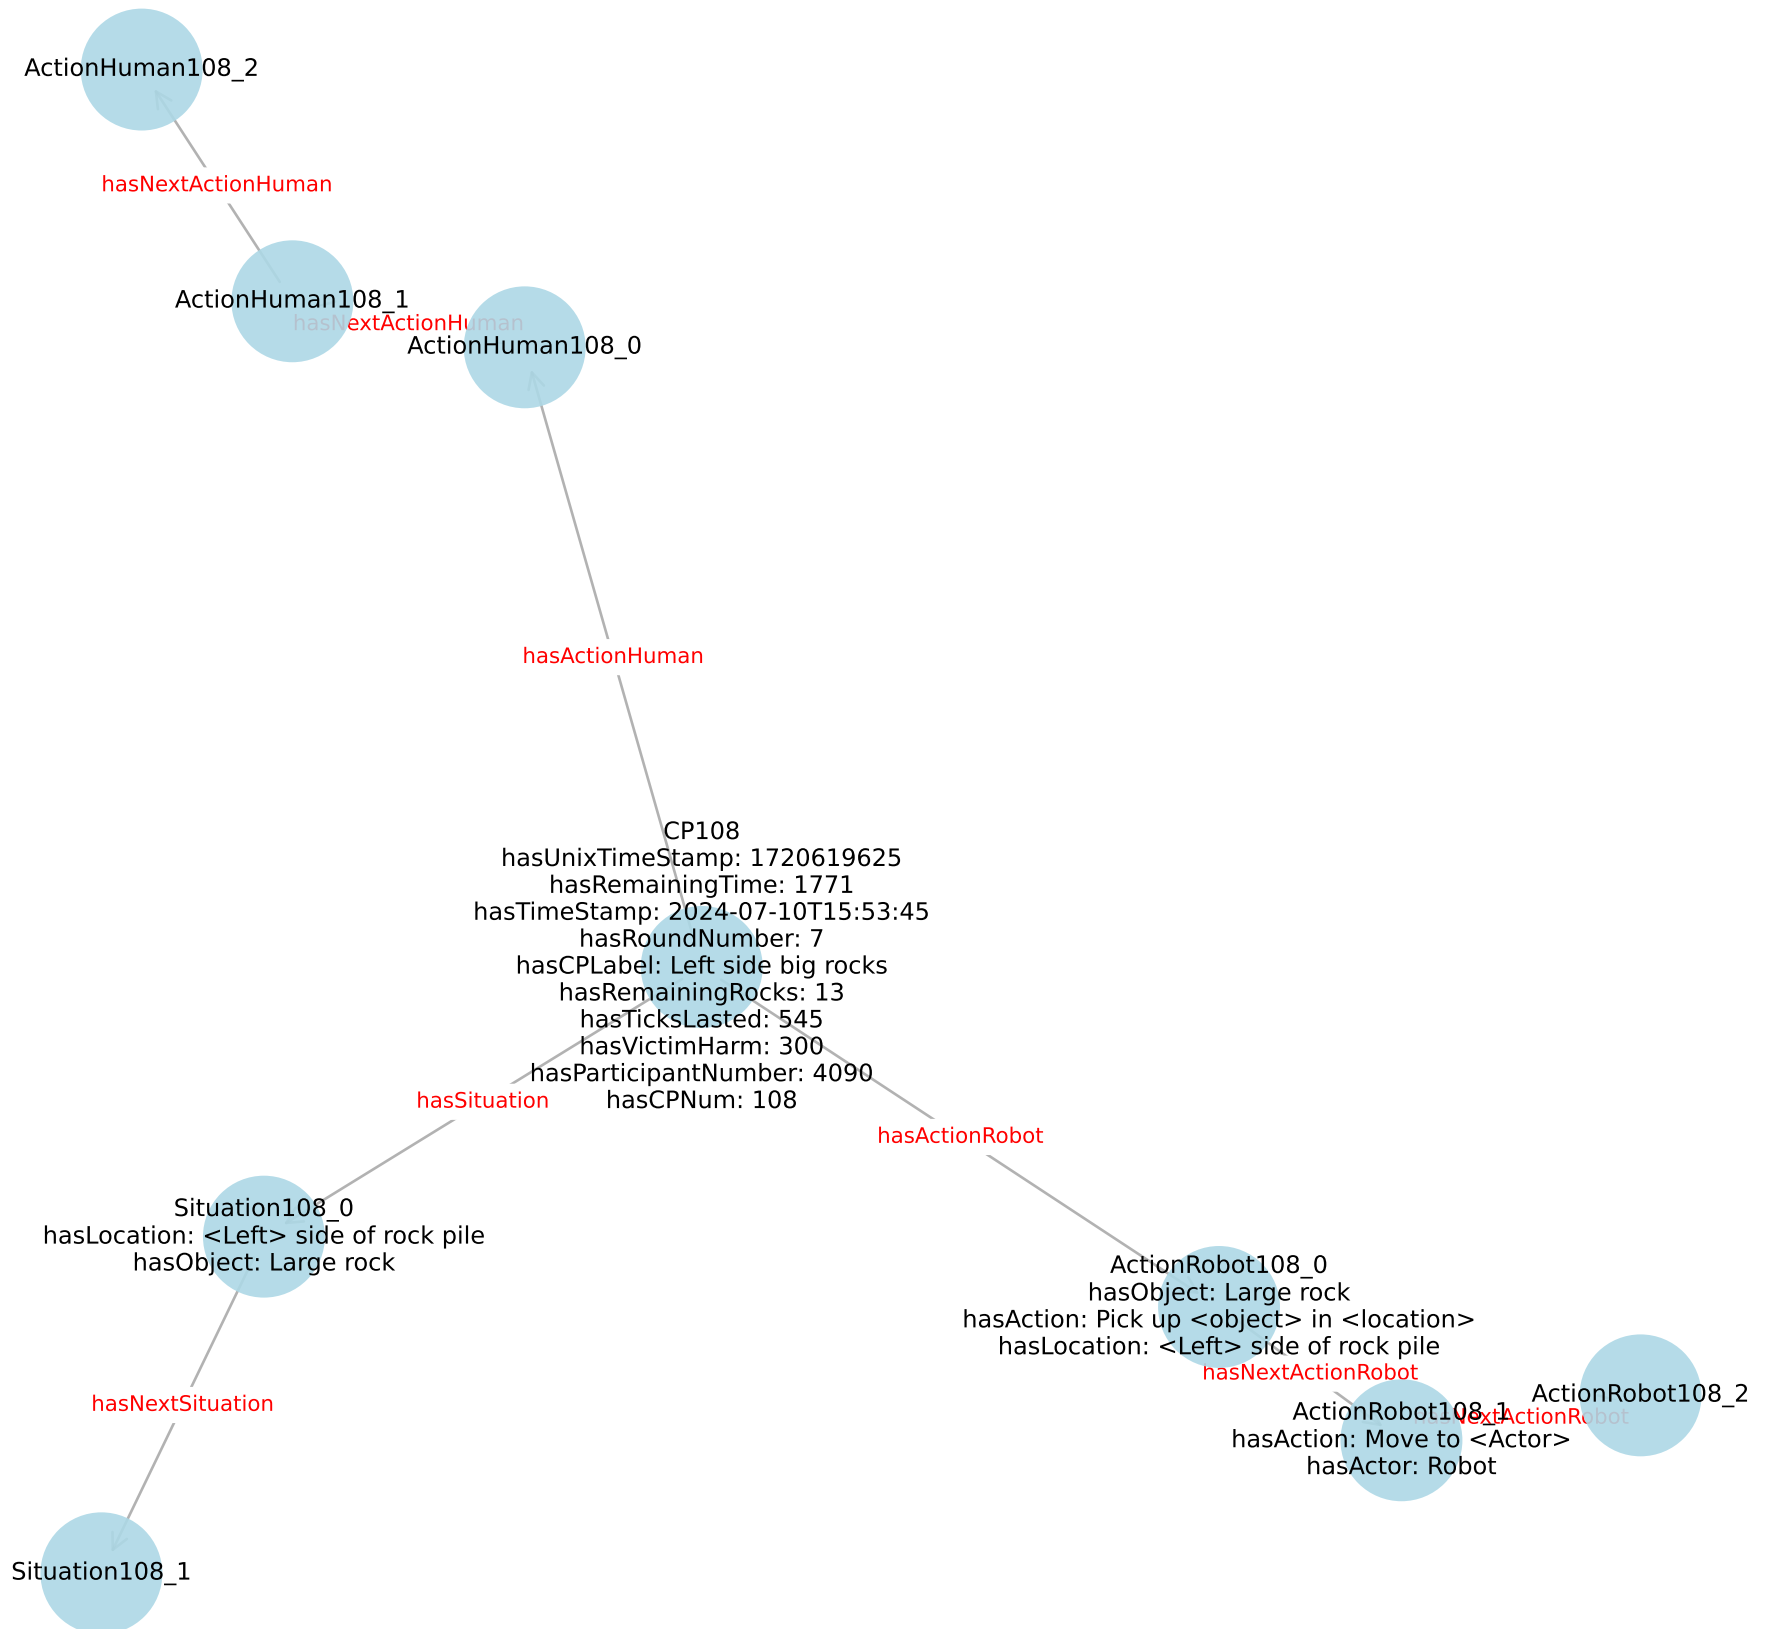 ActionHuman108_2
hasNextActionHuman
ActionHuman108_1
hasNextActionHuman
ActionHuman108_0
hasActionHuman
CP108
hasUnixTimeStamp: 1720619625
hasRemainingTime: 1771
hasTimeStamp: 2024-07-10T15:53:45
hasRoundNumber: 7
hasCPLabel: Left side big rocks
hasRemainingRocks: 13
hasTicksLasted: 545
hasVictimHarm: 300
hasParticipantNumber: 4090
hasCPNum: 108
hasSituation
hasActionRobot
Situation108_0
hasLocation: <Left> side of rock pile
hasObject: Large rock
ActionRobot108_0
hasObject: Large rock
hasAction: Pick up <object> in <location>
hasLocation: <Left> side of rock pile
hasNextActionRobot
ActionRobot108_2
hasNextSituation
ActionRobot108_1
hasNextActionRobot
hasAction: Move to <Actor>
hasActor: Robot
Situation108_1